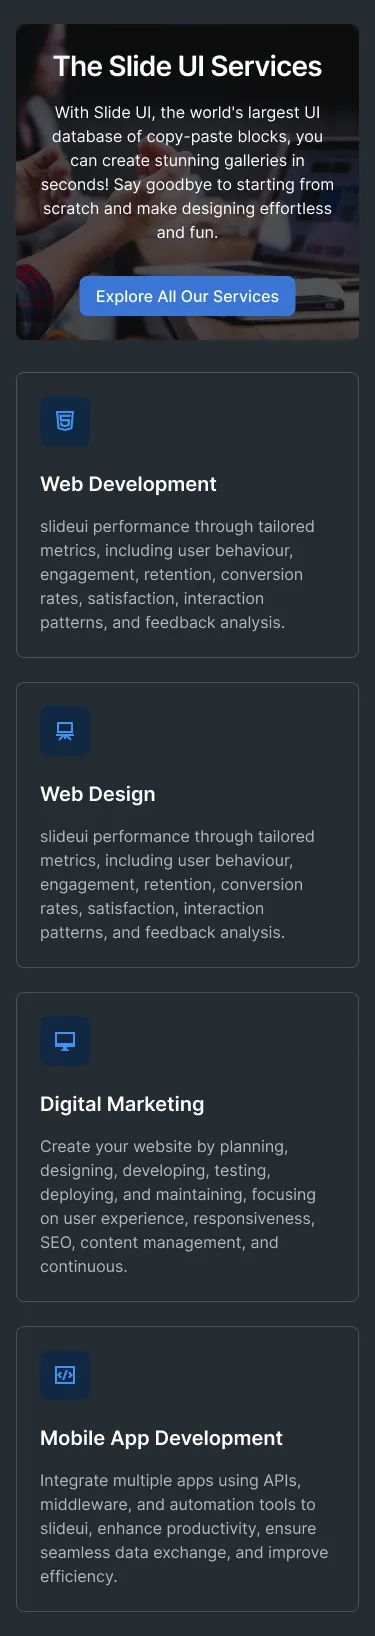 The Slide UI Services
With Slide UI, the world's largest UI
database of copy-paste blocks, you
can create stunning galleries in
seconds! Say goodbye to starting from
scratch and make designing effortless
and fun.
Explore All Our Services
Web Development
slideui performance through tailored
metrics, including user behaviour,
engagement, retention, conversion
rates, satisfaction, interaction
patterns, and feedback analysis.
Web Design
slideui performance through tailored
metrics, including user behaviour,
engagement, retention, conversion
rates, satisfaction, interaction
patterns, and feedback analysis.
Digital Marketing
Create your website by planning,
designing, developing, testing,
deploying, and maintaining, focusing
on user experience, responsiveness,
SEO, content management, and
continuous.
Mobile App Development
Integrate multiple apps using APIs,
middleware, and automation tools to
slideui, enhance productivity, ensure
seamless data exchange, and improve
efficiency.